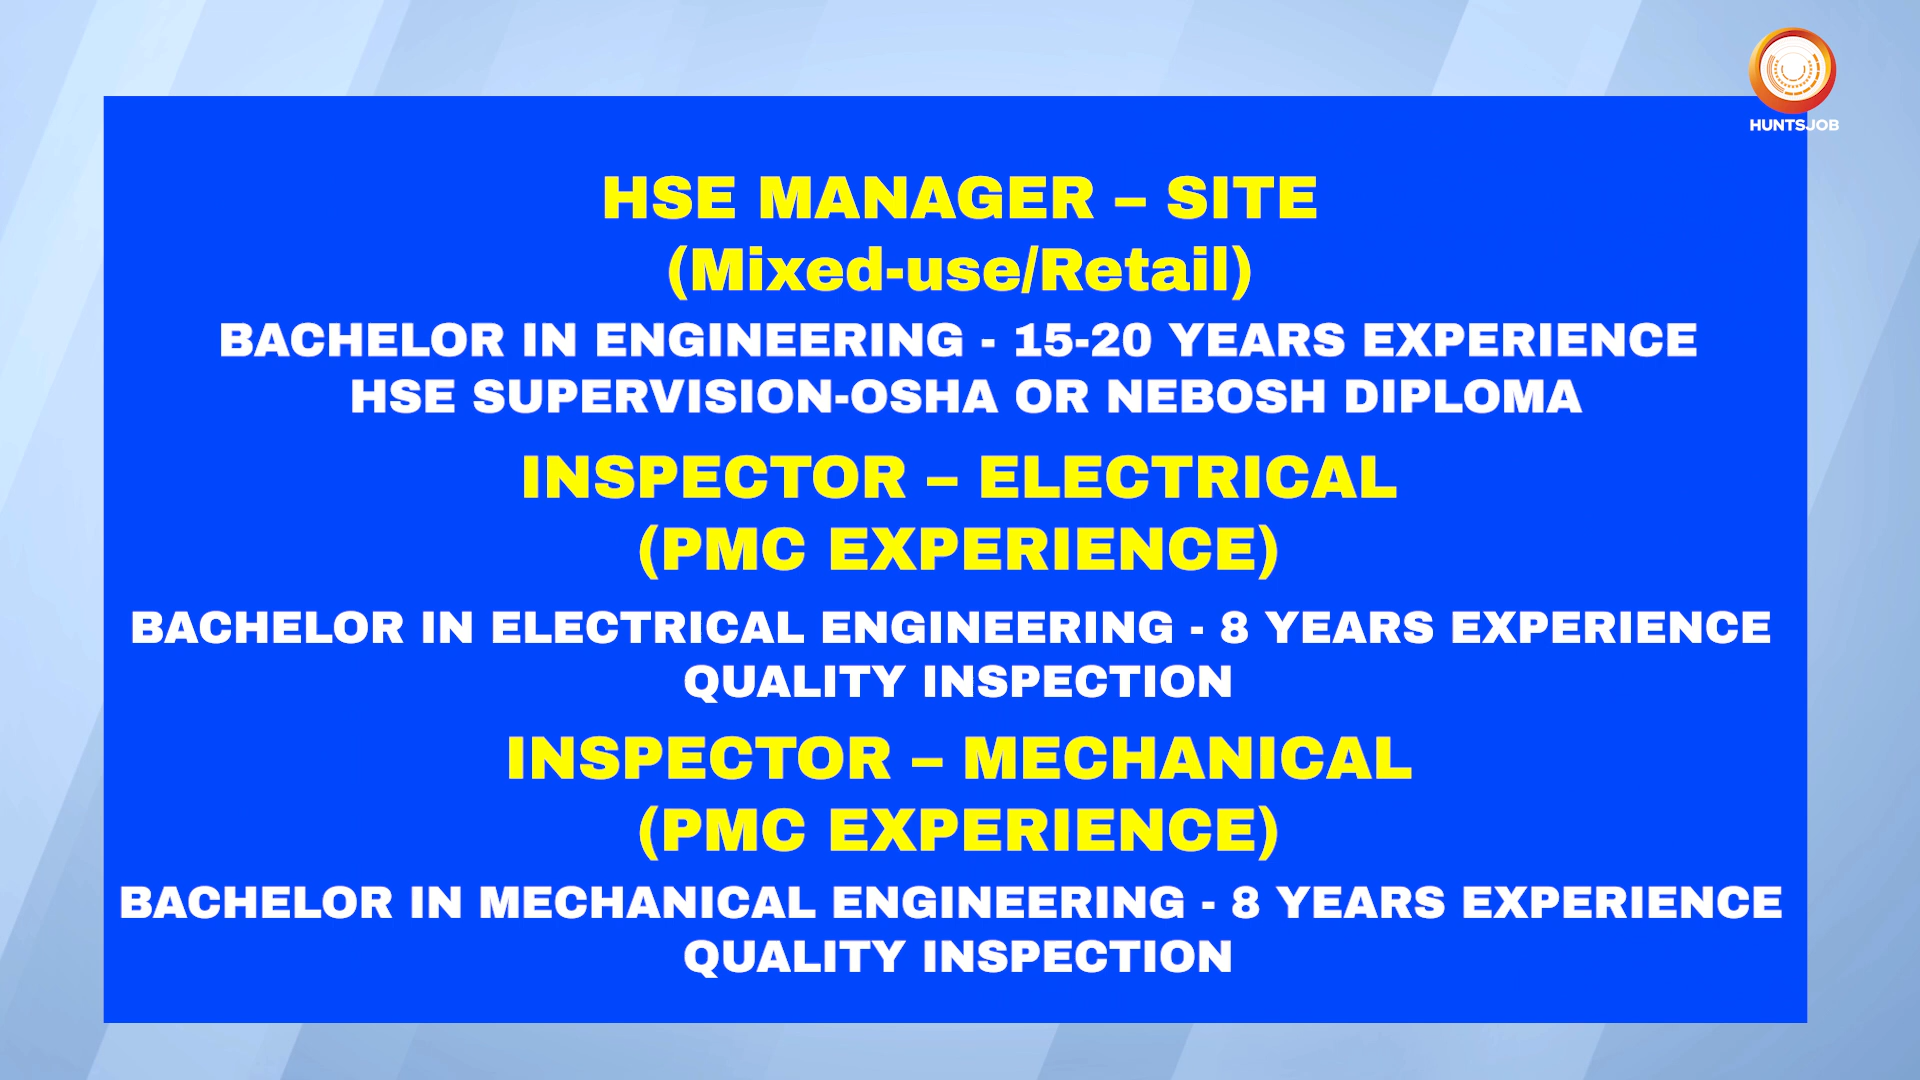 HUNTSJOB
HSE MANAGER – SITE
(Mixed-use/Retail)
BACHELOR IN ENGINEERING - 15-20 YEARS EXPERIENCE
HSE SUPERVISION-OSHA OR NEBOSH DIPLOMA
INSPECTOR – ELECTRICAL
(PMC EXPERIENCE)
BACHELOR IN ELECTRICAL ENGINEERING - 8 YEARS EXPERIENCE
QUALITY INSPECTION
INSPECTOR – MECHANICAL
(PMC EXPERIENCE)
BACHELOR IN MECHANICAL ENGINEERING - 8 YEARS EXPERIENCE
QUALITY INSPECTION